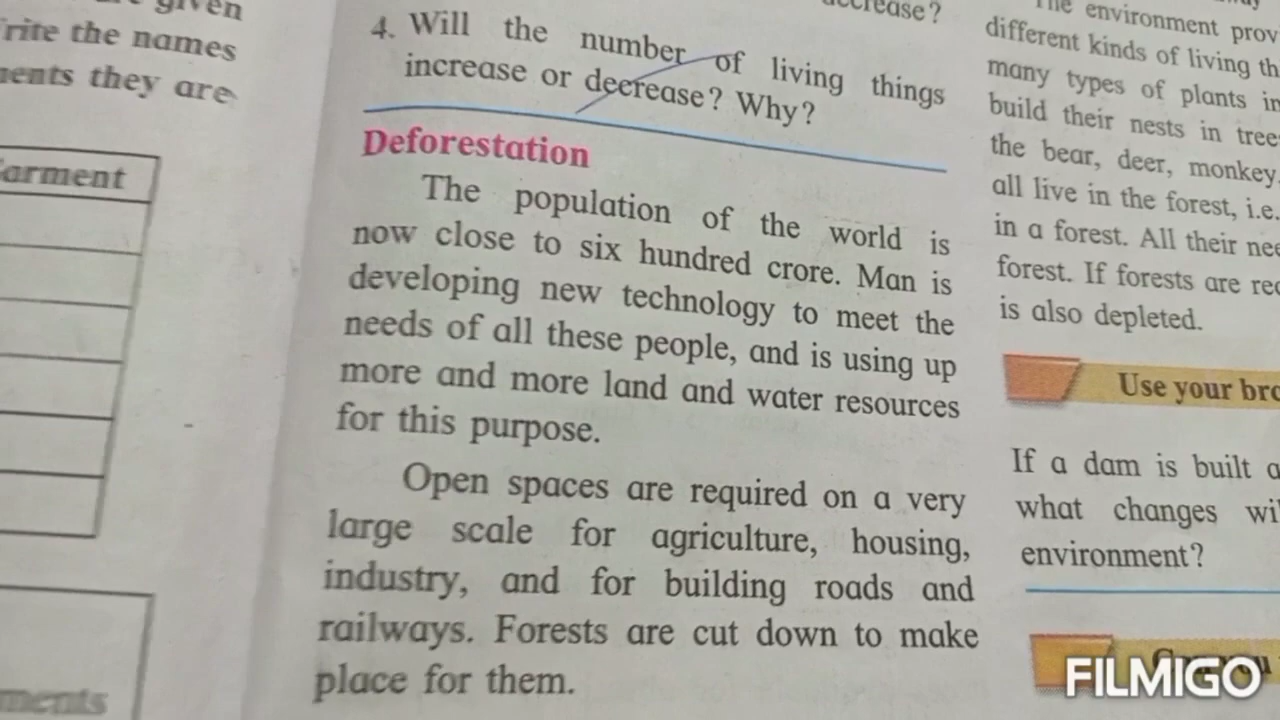 given
rite the names
they are
arment
ments
decrease?
4. Will the number of living things
increase or decrease? Why?
Deforestation
The population of the world is
now close to six hundred crore. Man is
developing new technology to meet the
needs of all these people, and is using up
more and more land and water resources
for this purpose.
Open spaces are required on a very
large scale for agriculture, housing,
industry, and for building roads and
railways. Forests are cut down to make
place for them.
The environment prov
different kinds of living th
many types of plants in
build their nests in tree
the bear, deer, monkey,
all live in the forest, i.e.
in a forest. All their nee
forest. If forests are red
is also depleted.
Use your bra
If a dam is built a
what changes wil
environment?
FILMIGO